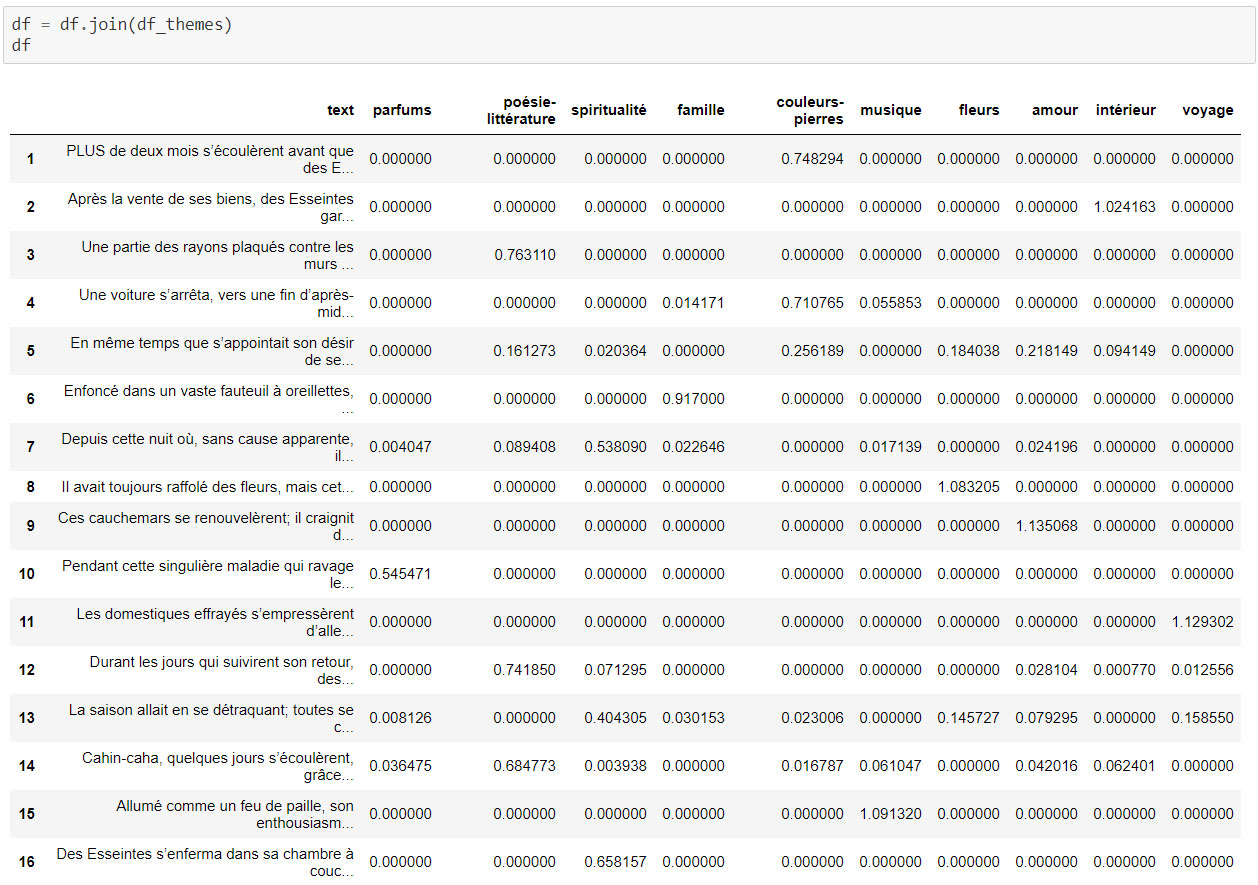 df = df.join(df_themes)
df
text parfums poésie- littérature spiritualité famille couleurs- pierres musique fleurs amour intérieur voyage
1 PLUS de deux mois s’écoulèrent avant que des E... 0.000000 0.000000 0.000000 0.000000 0.748294 0.000000 0.000000 0.000000 0.000000 0.000000
2 Après la vente de ses biens, des Esseintes gar... 0.000000 0.000000 0.000000 0.000000 0.000000 0.000000 0.000000 0.000000 1.024163 0.000000
3 Une partie des rayons plaqués contre les murs ... 0.000000 0.763110 0.000000 0.000000 0.000000 0.000000 0.000000 0.000000 0.000000 0.000000
4 Une voiture s’arrêta, vers une fin d’après- mid... 0.000000 0.000000 0.000000 0.014171 0.710765 0.055853 0.000000 0.000000 0.000000 0.000000
5 En même temps que s’appointait son désir de se... 0.000000 0.161273 0.020364 0.000000 0.256189 0.000000 0.184038 0.218149 0.094149 0.000000
6 Enfoncé dans un vaste fauteuil à oreillettes, ... 0.000000 0.000000 0.000000 0.917000 0.000000 0.000000 0.000000 0.000000 0.000000 0.000000
7 Depuis cette nuit où, sans cause apparente, il... 0.004047 0.089408 0.538090 0.022646 0.000000 0.017139 0.000000 0.024196 0.000000 0.000000
8 Il avait toujours raffolé des fleurs, mais cet... 0.000000 0.000000 0.000000 0.000000 0.000000 0.000000 1.083205 0.000000 0.000000 0.000000
9 Ces cauchemars se renouvelèrent; il craignit d... 0.000000 0.000000 0.000000 0.000000 0.000000 0.000000 0.000000 1.135068 0.000000 0.000000
10 Pendant cette singulière maladie qui ravage le... 0.545471 0.000000 0.000000 0.000000 0.000000 0.000000 0.000000 0.000000 0.000000 0.000000
11 Les domestiques effrayés s’empressèrent d’alle... 0.000000 0.000000 0.000000 0.000000 0.000000 0.000000 0.000000 0.000000 0.000000 1.129302
12 Durant les jours qui suivirent son retour, des... 0.000000 0.741850 0.071295 0.000000 0.000000 0.000000 0.000000 0.028104 0.000770 0.012556
13 La saison allait en se détraquant; toutes se c... 0.008126 0.000000 0.404305 0.030153 0.023006 0.000000 0.145727 0.079295 0.000000 0.158550
14 Cahin-caha, quelques jours s’écoulèrent, grâce... 0.036475 0.684773 0.003938 0.000000 0.016787 0.061047 0.000000 0.042016 0.062401 0.000000
15 Allumé comme un feu de paille, son enthousiasm... 0.000000 0.000000 0.000000 0.000000 0.000000 1.091320 0.000000 0.000000 0.000000 0.000000
16 Des Esseintes s’enferma dans sa chambre à couc... 0.000000 0.000000 0.658157 0.000000 0.000000 0.000000 0.000000 0.000000 0.000000 0.000000